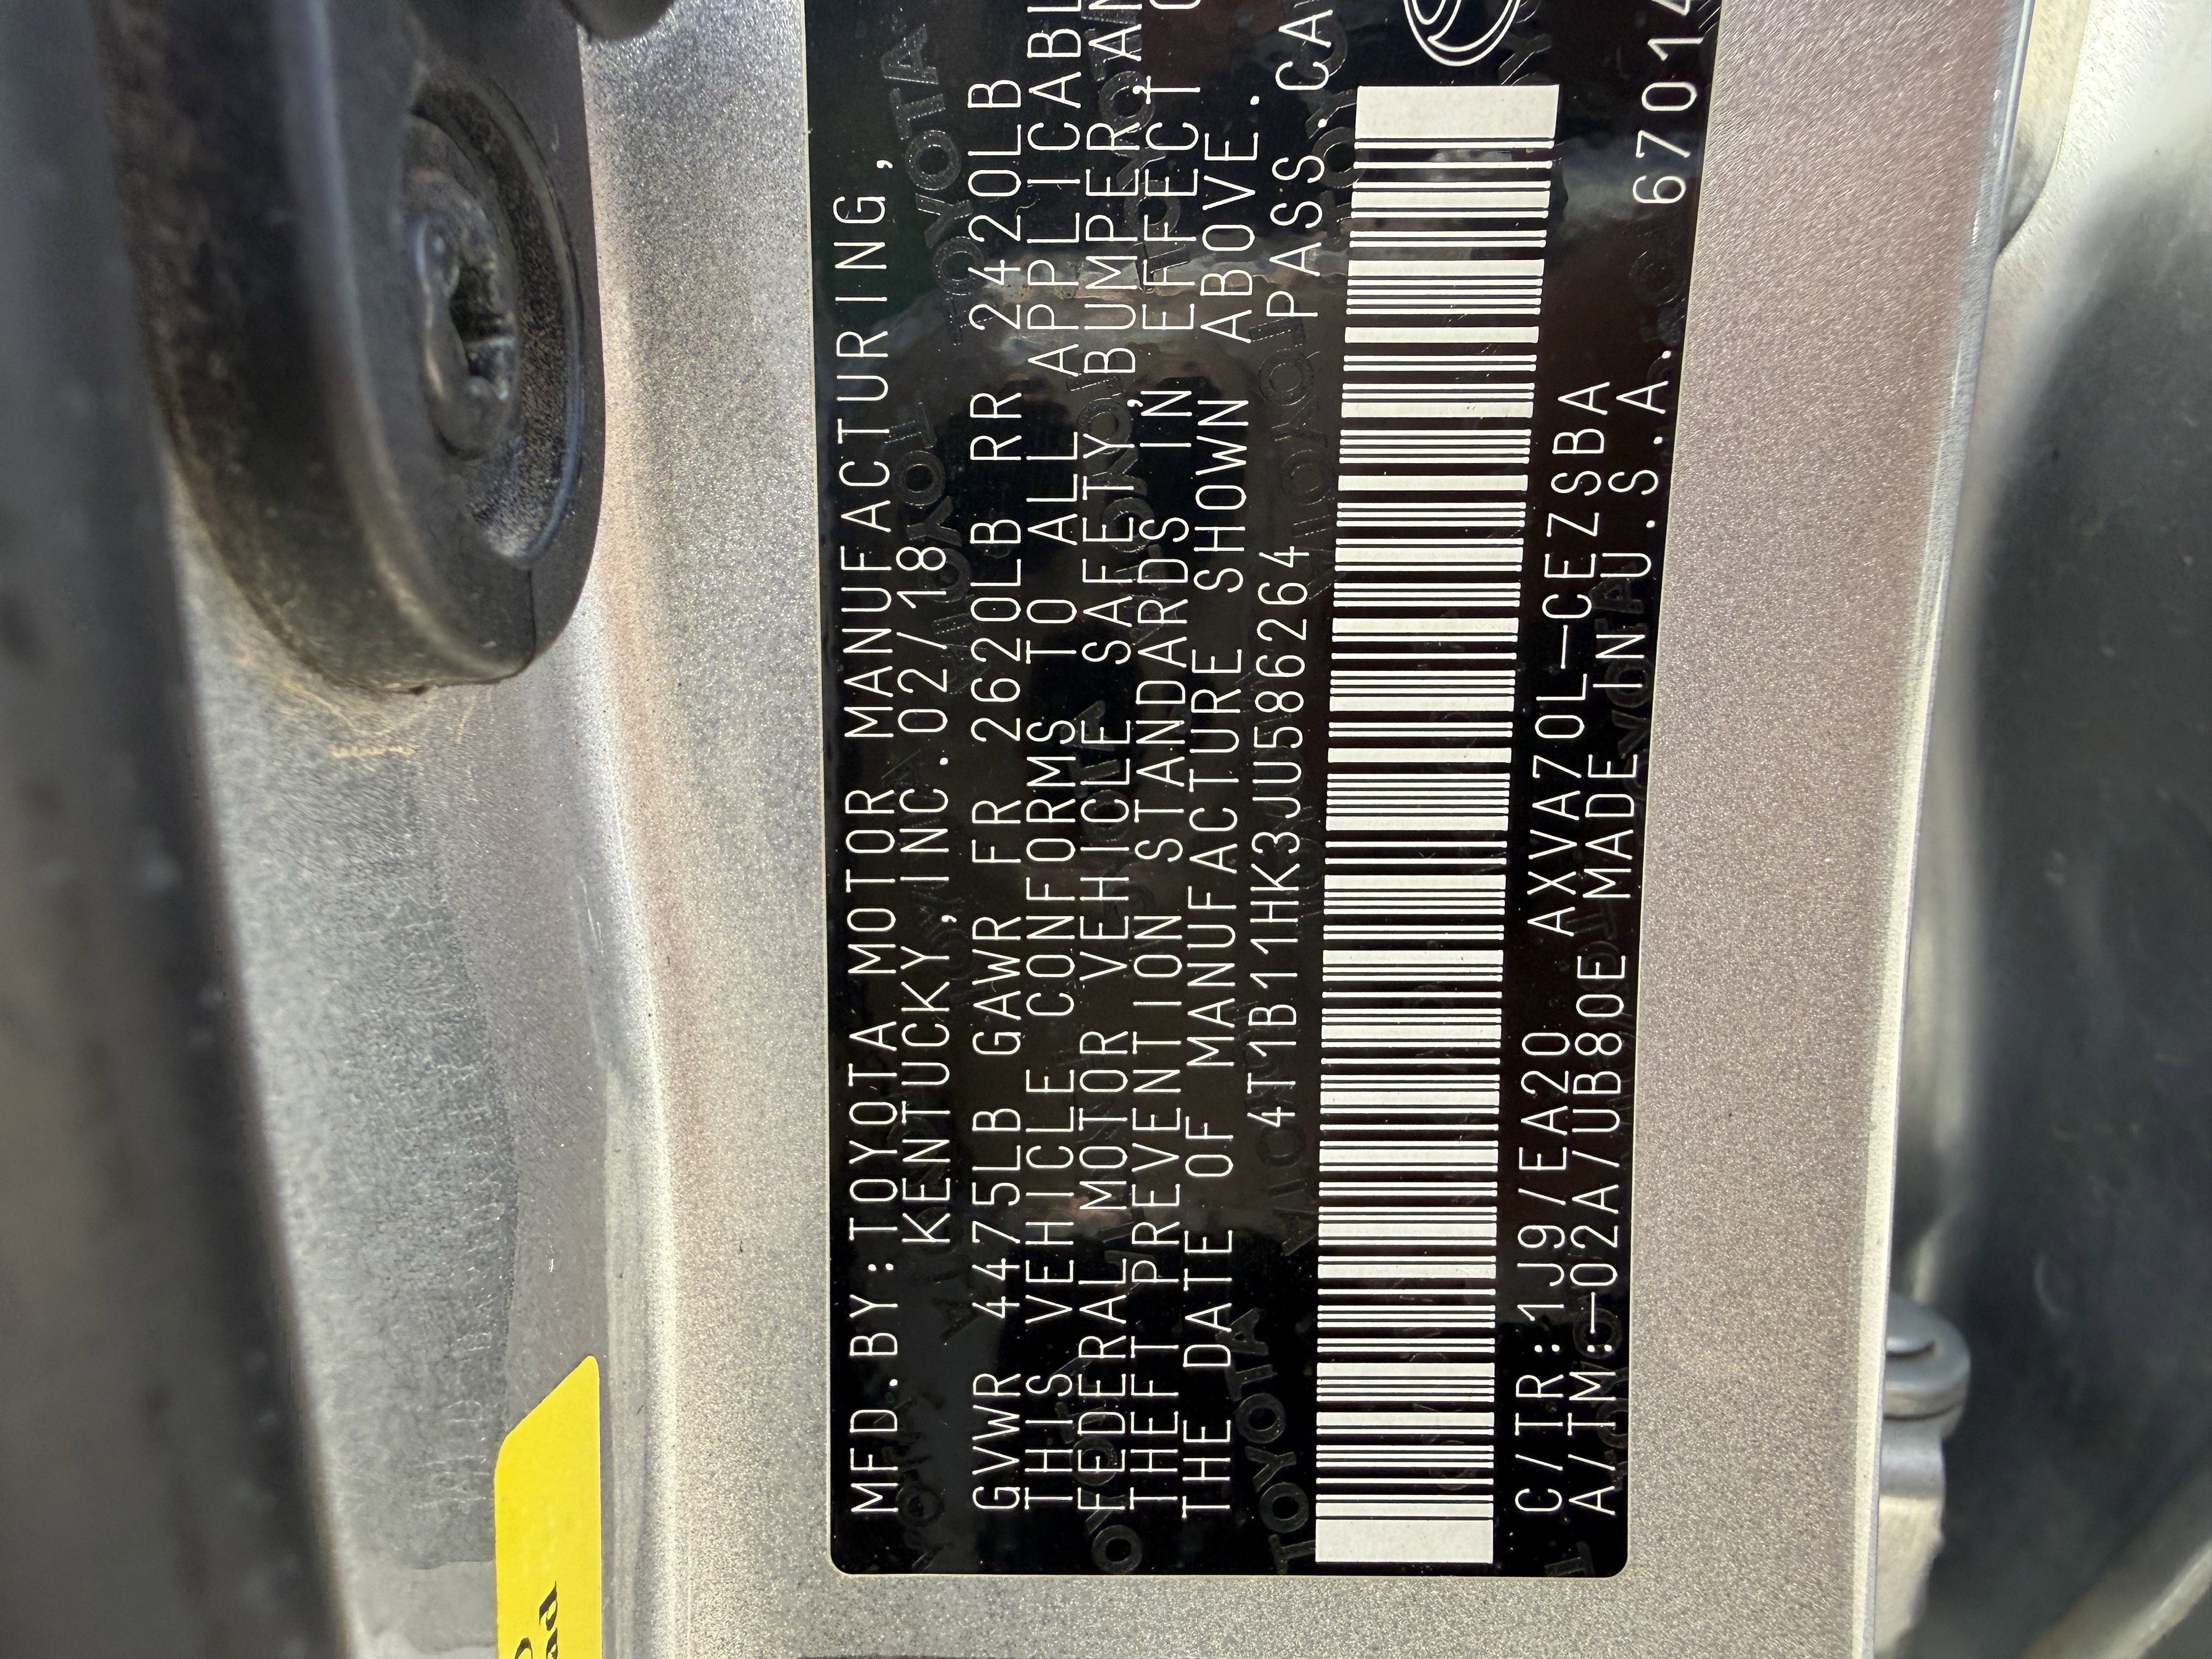 MFD.BY:TOYOTA MOTOR MANUFACTURING,
KENTUCKY, INC. 02/18
GVWR 4475LB GAWR FR 2620LB RR 2420LB
THIS VEHICLE CONFORMS TO ALL APPLICABL
FEDERAL MOTOR VEHICLE SAFETY, BUMPER, AN
THEFT PREVENTION STANDARDS IN EFFECT O
THE DATE OF MANUFACTURE SHOWN ABOVE.
4T1B11HK3JU586264 PASS. CA
C/TR:1J9/EA20 AXVA70L-CEZSBA
A/TM:-02A/UB80E MADE IN U.S.A. 67014